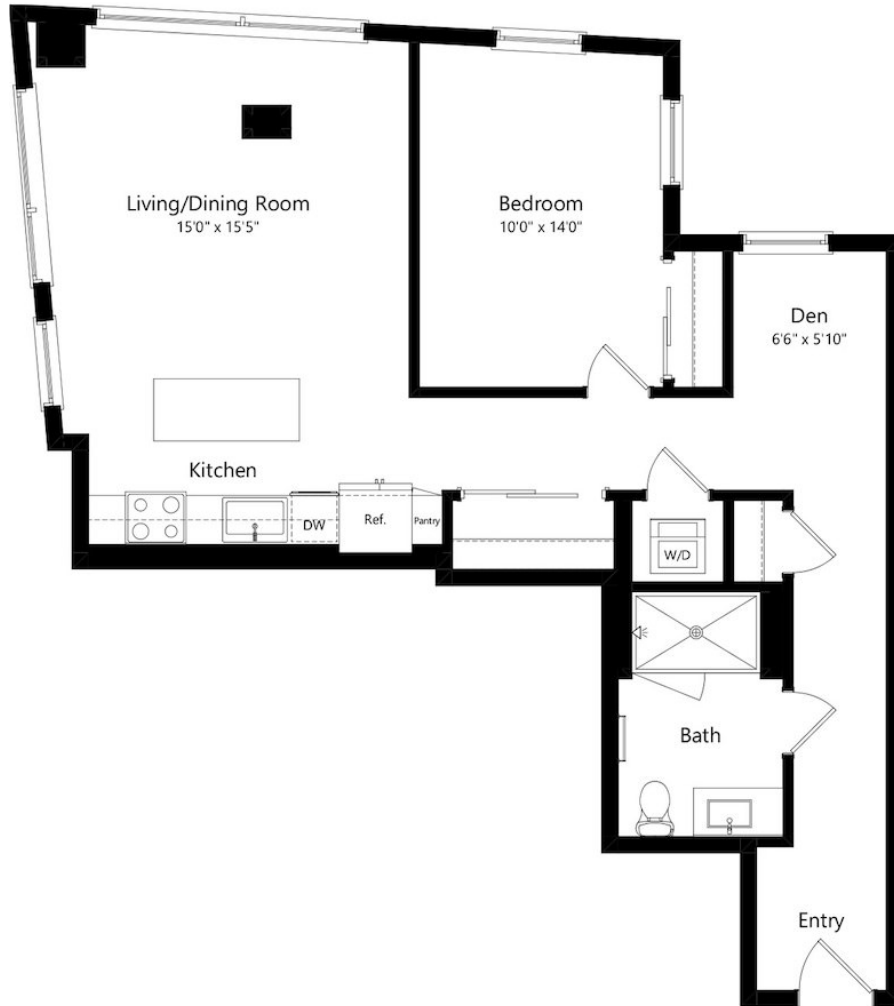 Living/Dining Room
15'0" x 15'5"
Bedroom
10'0" x 14'0"
Den
6'6" x 5'10"
Kitchen
DW
Ref.
Pantry
W/D
Bath
Entry